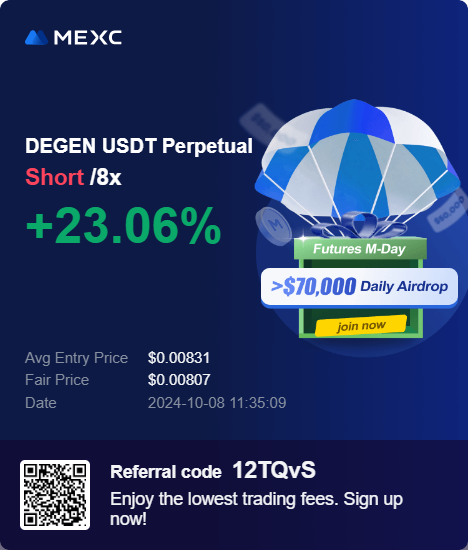 MEXC
DEGEN USDT Perpetual
Short /8x
+23.06%
Futures M-Day
>$70,000 Daily Airdrop
join now
Avg Entry Price $0.00831
Fair Price $0.00807
Date 2024-10-08 11:35:09
Referral code 12TQvS
Enjoy the lowest trading fees. Sign up
now!